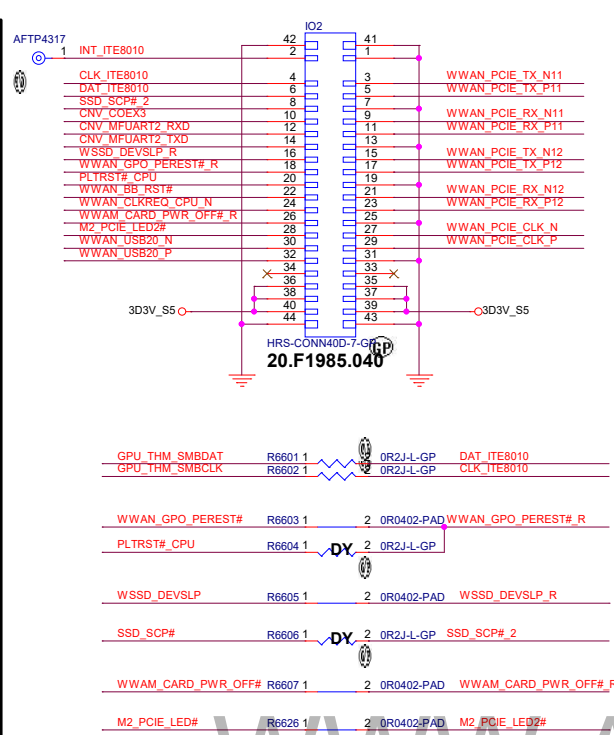 IO2
AFTP4317 42 41
1 INT_ITE8010 2 1
CLK_ITE8010 4 3 WWAN_PCIE_TX_N11
DAT_ITE8010 6 5 WWAN_PCIE_TX_P11
SSD_SCP#_2 8 7
CNV_COEX3 10 9 WWAN_PCIE_RX_N11
CNV_MFUART2_RXD 12 11 WWAN_PCIE_RX_P11
CNV_MFUART2_TXD 14 13
WSSD_DEVSLP_R 16 15 WWAN_PCIE_TX_N12
WWAN_GPO_PEREST#_R 18 17 WWAN_PCIE_TX_P12
PLTRST#_CPU 20 19
WWAN_BB_RST# 22 21 WWAN_PCIE_RX_N12
WWAN_CLKREQ_CPU_N 24 23 WWAN_PCIE_RX_P12
WWAM_CARD_PWR_OFF#_R 26 25
M2_PCIE_LED2# 28 27 WWAN_PCIE_CLK_N
WWAN_USB20_N 30 29 WWAN_PCIE_CLK_P
WWAN_USB20_P 32 31
34 33
36 35
38 37
3D3V_S5 40 39 3D3V_S5
44 43
HRS-CONN40D-7-GP
20.F1985.040
GPU_THM_SMBDAT R6601 1 2 0R2J-L-GP DAT_ITE8010
GPU_THM_SMBCLK R6602 1 2 0R2J-L-GP CLK_ITE8010
WWAN_GPO_PEREST# R6603 1 2 0R0402-PAD WWAN_GPO_PEREST#_R
PLTRST#_CPU R6604 1 DY 2 0R2J-L-GP
WSSD_DEVSLP R6605 1 2 0R0402-PAD WSSD_DEVSLP_R
SSD_SCP# R6606 1 DY 2 0R2J-L-GP SSD_SCP#_2
WWAM_CARD_PWR_OFF# R6607 1 2 0R0402-PAD WWAM_CARD_PWR_OFF#_R
M2_PCIE_LED# R6626 1 2 0R0402-PAD M2_PCIE_LED2#